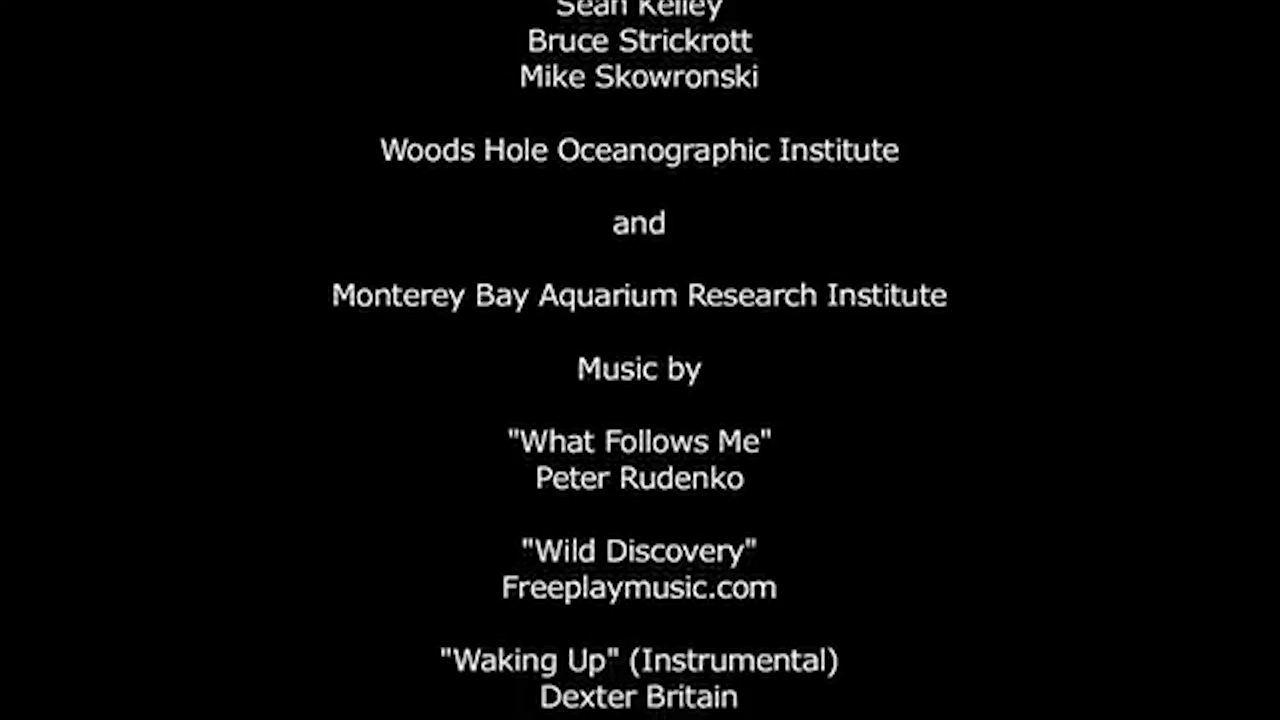 Sean Kelley
Bruce Strickrott
Mike Skowronski
Woods Hole Oceanographic Institute
and
Monterey Bay Aquarium Research Institute
Music by
"What Follows Me"
Peter Rudenko
"Wild Discovery"
Freeplaymusic.com
"Waking Up" (Instrumental)
Dexter Britain